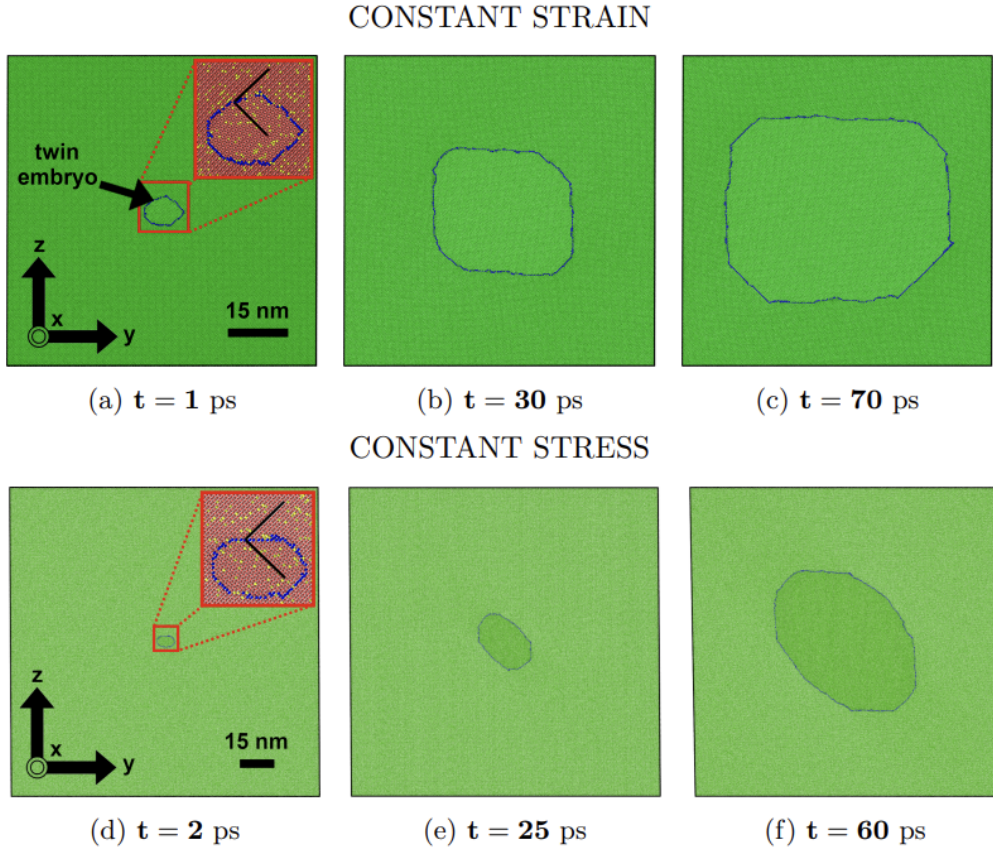 CONSTANT STRAIN
twin
embryo
z
x
y
15 nm
(a) t = 1 ps
(b) t = 30 ps
(c) t = 70 ps
CONSTANT STRESS
z
x
y
15 nm
(d) t = 2 ps
(e) t = 25 ps
(f) t = 60 ps